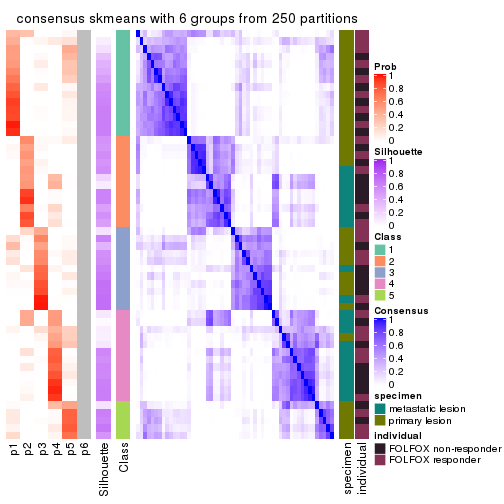 consensus skmeans with 6 groups from 250 partitions
Prob
1
0.8
0.6
0.4
0.2
0
Silhouette
1
0.8
0.6
0.4
0.2
0
Class
1
2
3
4
5
Consensus
1
0.8
0.6
0.4
0.2
0
specimen
metastatic lesion
primary lesion
individual
FOLFOX non-responder
FOLFOX responder
p1
p2
p3
p4
p5
p6
Silhouette
Class
specimen
individual